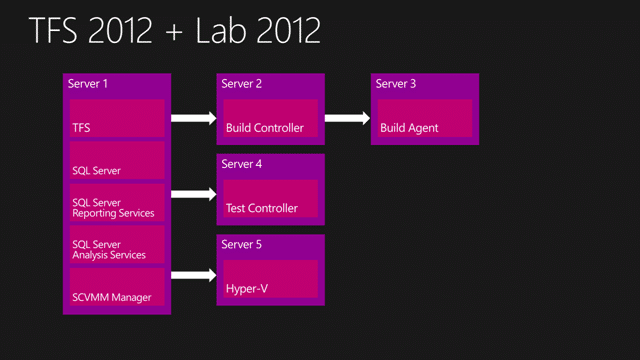 TFS 2012 + Lab 2012
Server 1
TFS
SQL Server
SQL Server
Reporting Services
SQL Server
Analysis Services
SCVMM Manager
Server 2
Build Controller
Server 3
Build Agent
Server 4
Test Controller
Server 5
Hyper-V